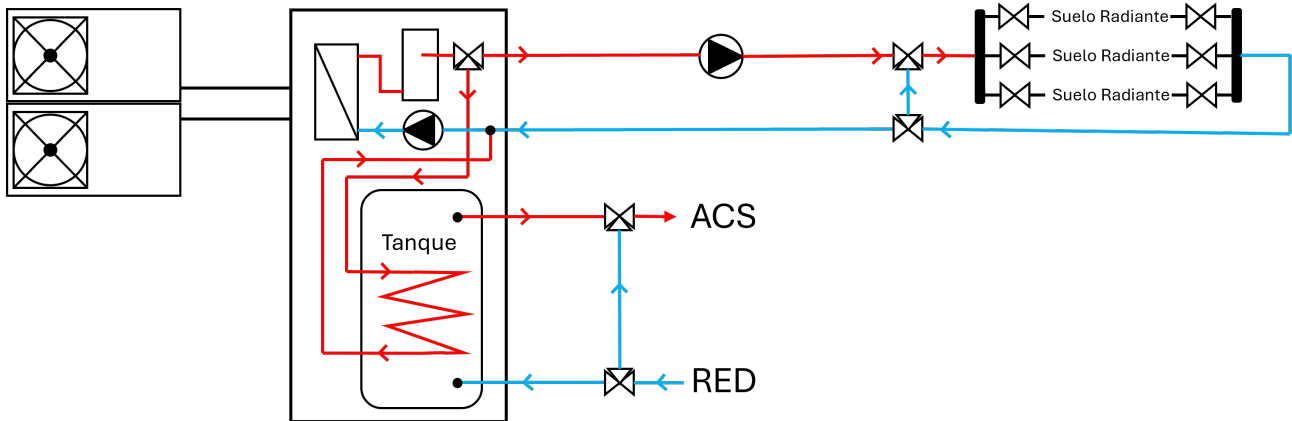 Suelo Radiante
Suelo Radiante
Suelo Radiante
ACS
Tanque
RED